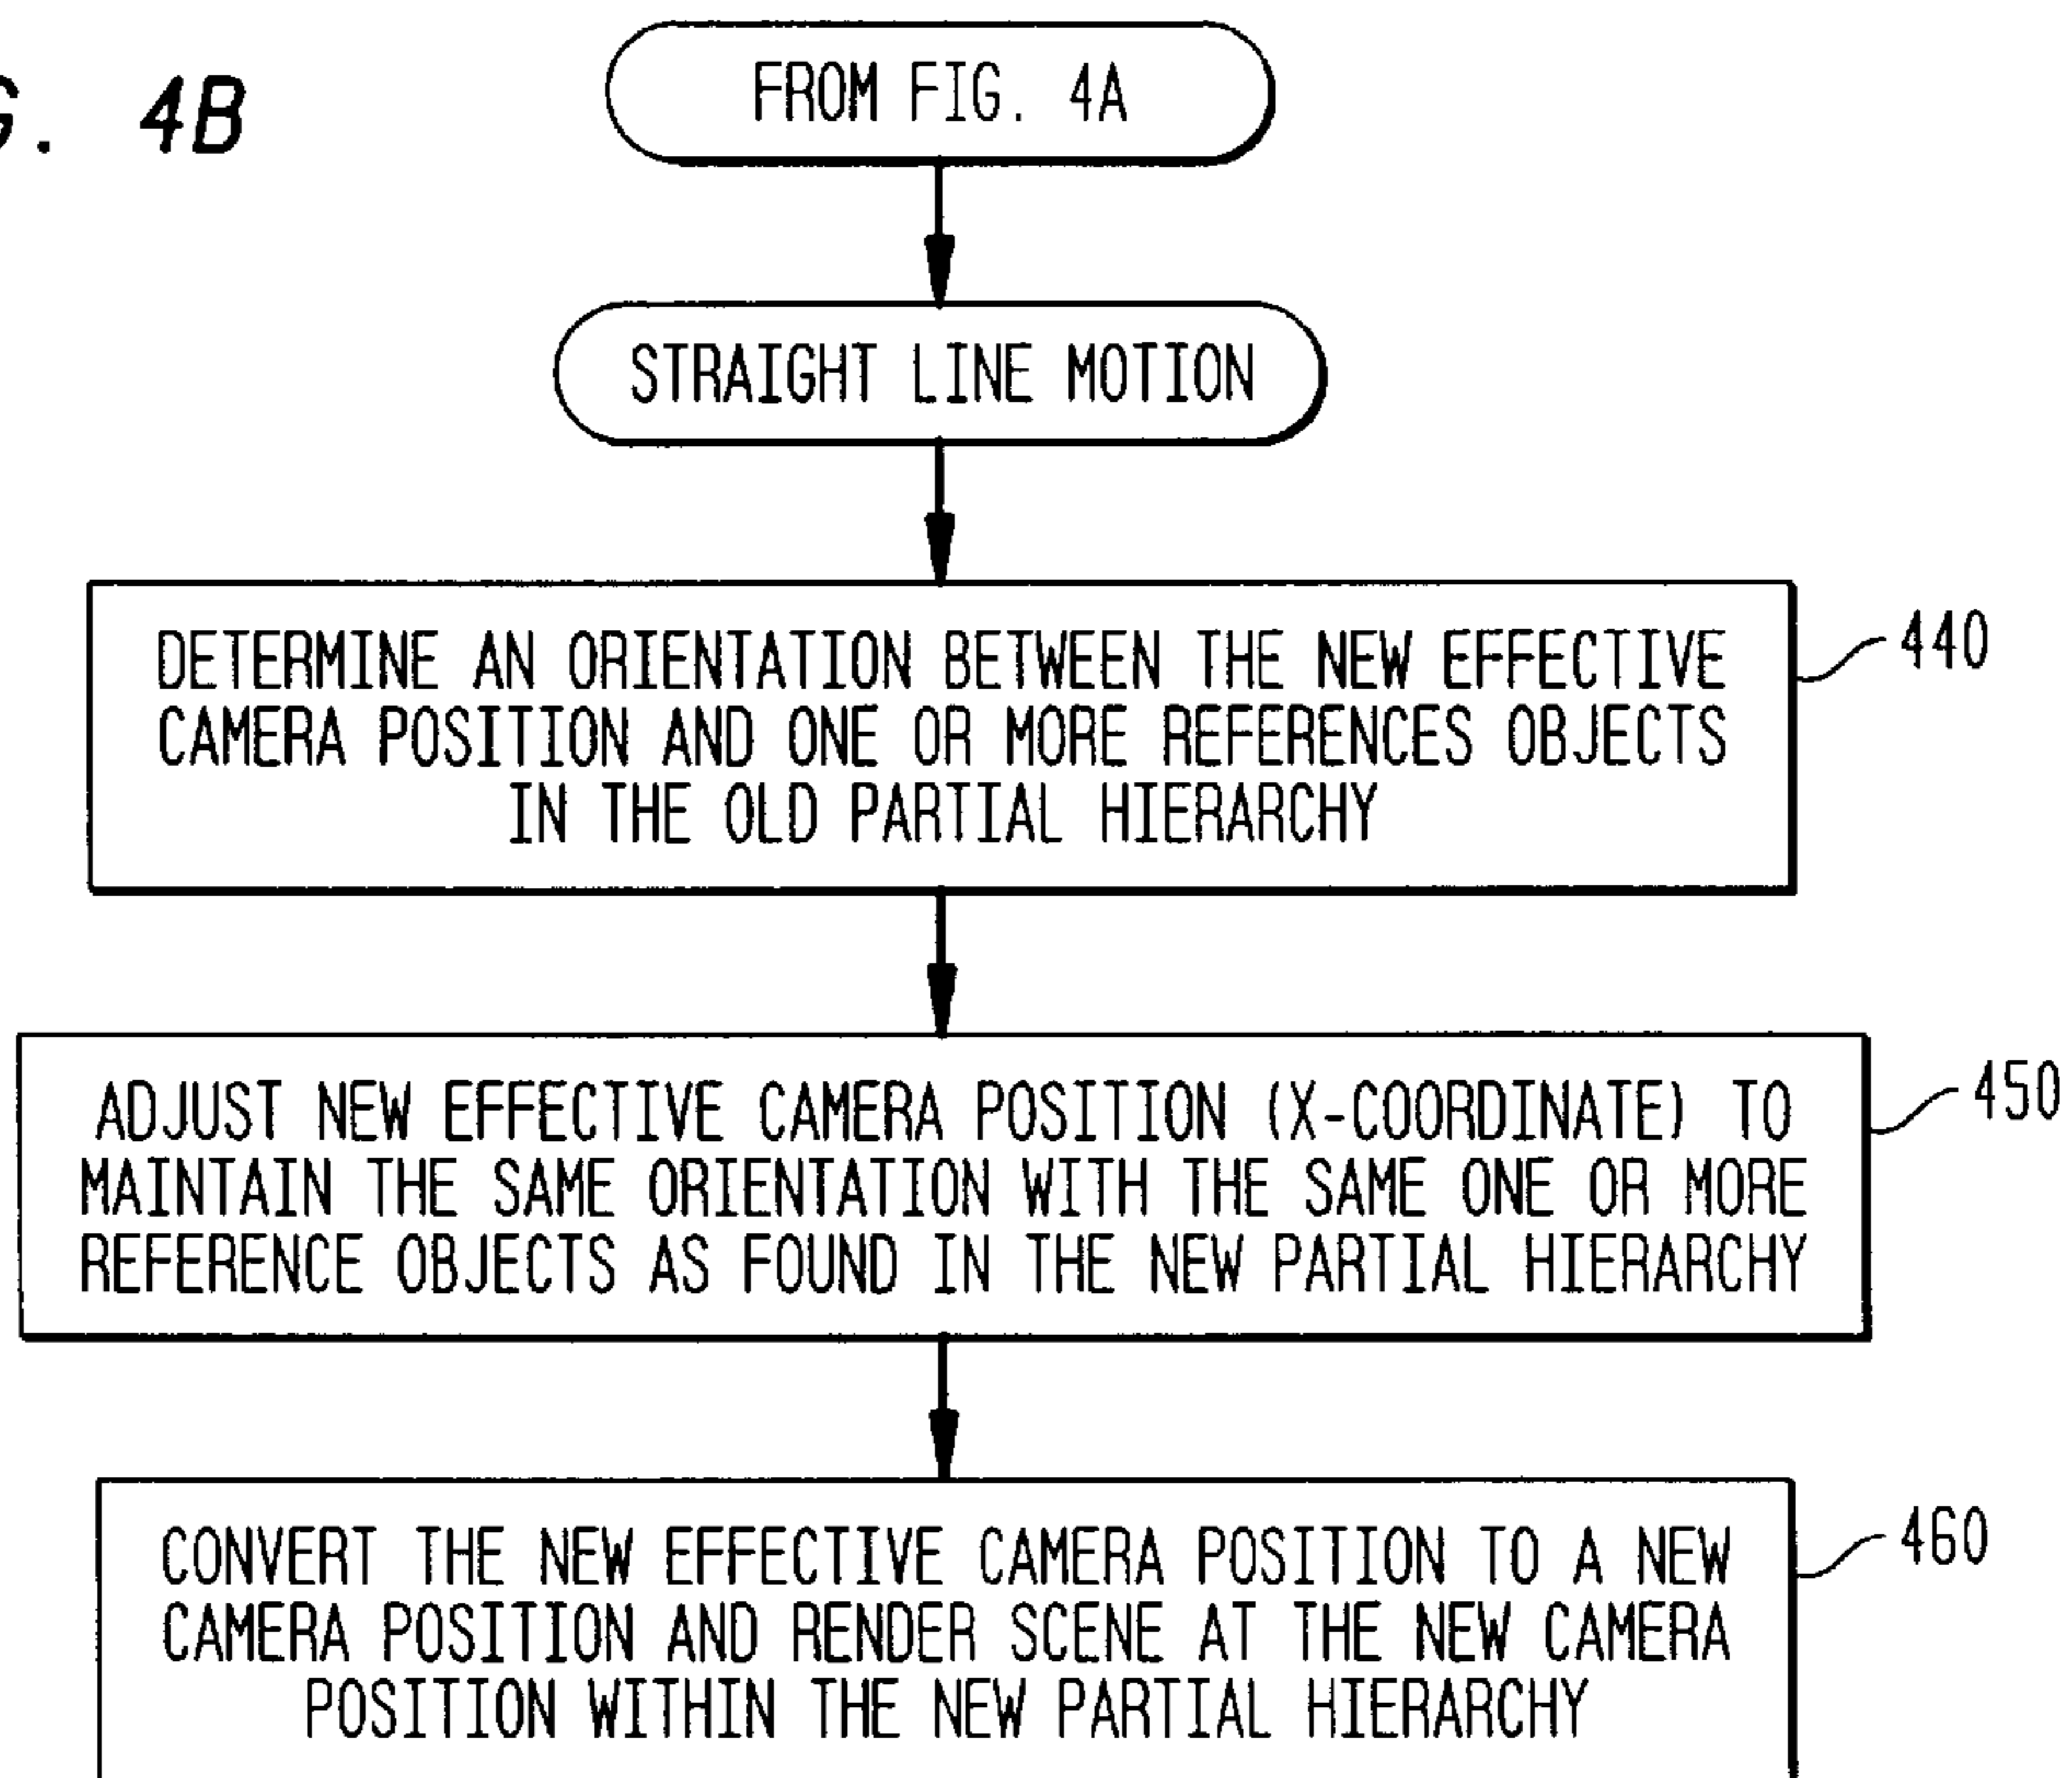 G. 4B
FROM FIG. 4A
STRAIGHT LINE MOTION
DETERMINE AN ORIENTATION BETWEEN THE NEW EFFECTIVE
CAMERA POSITION AND ONE OR MORE REFERENCES OBJECTS
IN THE OLD PARTIAL HIERARCHY
440
ADJUST NEW EFFECTIVE CAMERA POSITION (X-COORDINATE) TO
MAINTAIN THE SAME ORIENTATION WITH THE SAME ONE OR MORE
REFERENCE OBJECTS AS FOUND IN THE NEW PARTIAL HIERARCHY
450
CONVERT THE NEW EFFECTIVE CAMERA POSITION TO A NEW
CAMERA POSITION AND RENDER SCENE AT THE NEW CAMERA
POSITION WITHIN THE NEW PARTIAL HIERARCHY
460